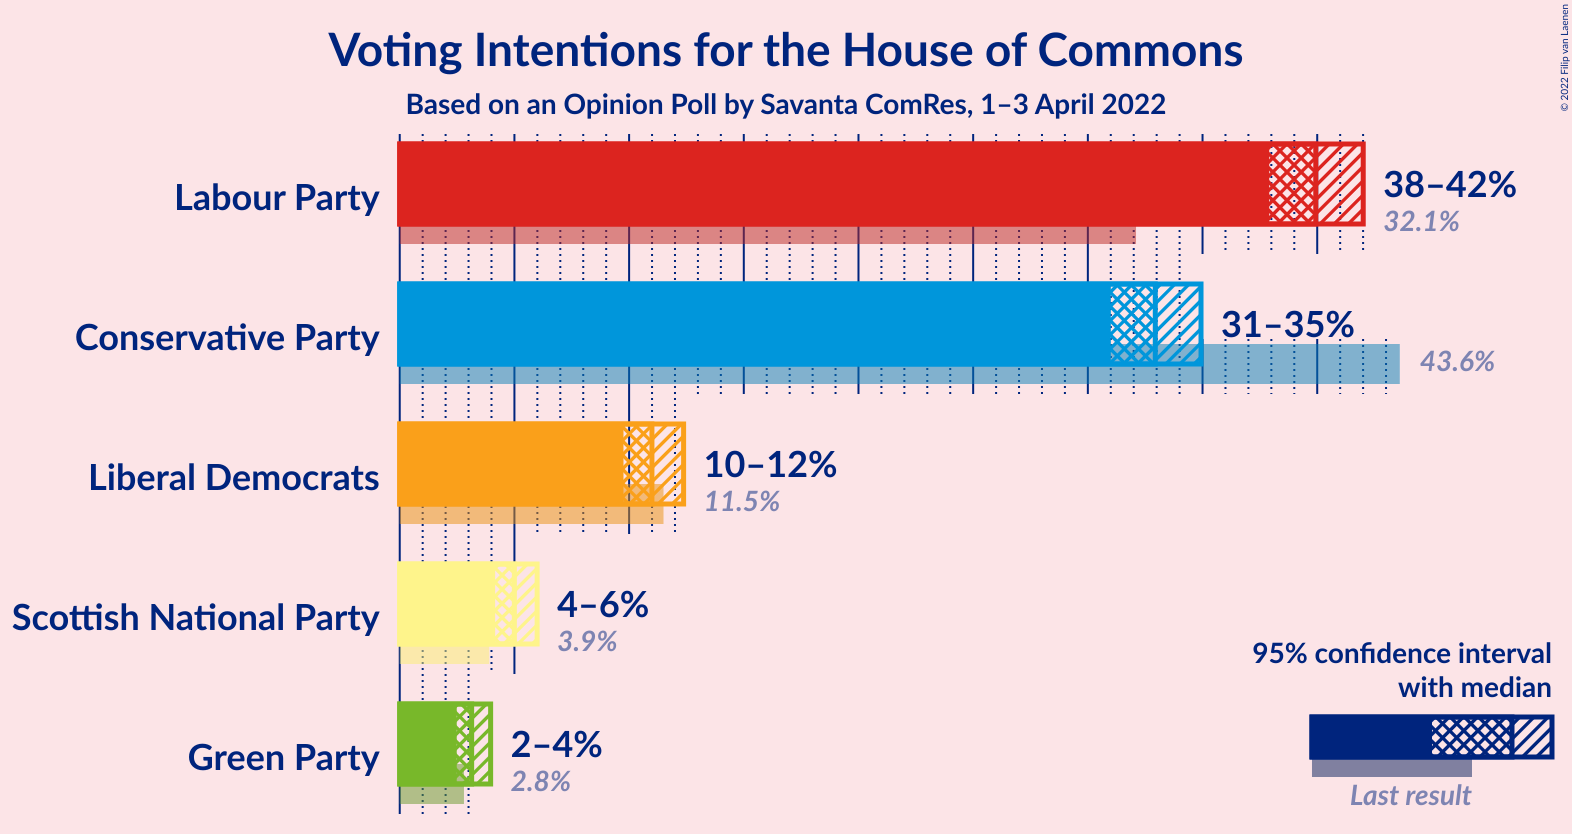 Voting Intentions for the House of Commons
Based on an Opinion Poll by Savanta ComRes, 1–3 April 2022
© 2022 Filip van Laenen
Labour Party
38–42%
32.1%
Conservative Party
31–35%
43.6%
Liberal Democrats
10–12%
11.5%
Scottish National Party
4–6%
3.9%
Green Party
2–4%
2.8%
95% confidence interval
with median
Last result